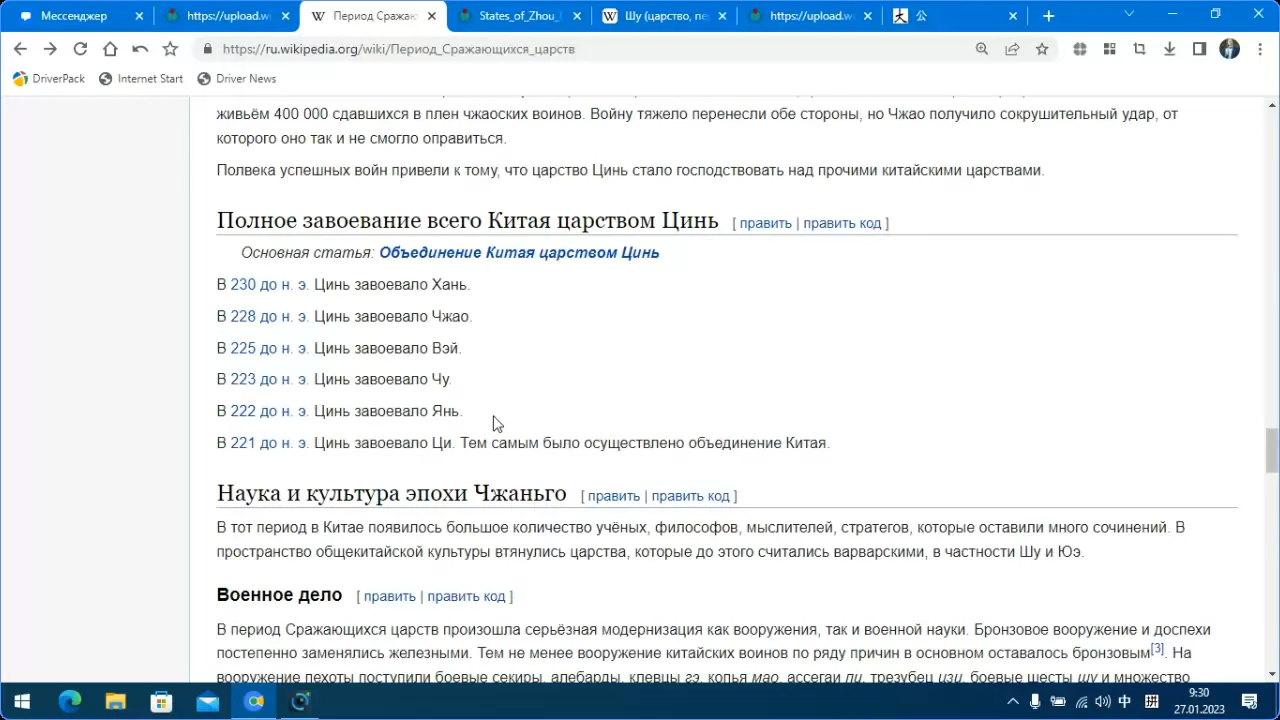 Мессенджер
https://upload.w
Период Сража
States_of_Zhou_
Шу (царство, пе
https://upload.w
公
https://ru.wikipedia.org/wiki/Период_Сражающихся_царств
DriverPack
Internet Start
Driver News
живьём 400 000 сдавшихся в плен чжаоских воинов. Войну тяжело перенесли обе стороны, но Чжао получило сокрушительный удар, от
которого оно так и не смогло оправиться.
Полвека успешных войн привели к тому, что царство Цинь стало господствовать над прочими китайскими царствами.
Полное завоевание всего Китая царством Цинь [ править | править код ]
Основная статья: Объединение Китая царством Цинь
В 230 до н. э. Цинь завоевало Хань.
В 228 до н. э. Цинь завоевало Чжао.
В 225 до н. э. Цинь завоевало Вэй.
В 223 до н. э. Цинь завоевало Чу.
В 222 до н. э. Цинь завоевало Янь.
В 221 до н. э. Цинь завоевало Ци. Тем самым было осуществлено объединение Китая.
Наука и культура эпохи Чжаньго [ править | править код ]
В тот период в Китае появилось большое количество учёных, философов, мыслителей, стратегов, которые оставили много сочинений. В
пространство общекитайской культуры втянулись царства, которые до этого считались варварскими, в частности Шу и Юэ.
Военное дело [ править | править код ]
В период Сражающихся царств произошла серьёзная модернизация как вооружения, так и военной науки. Бронзовое вооружение и доспехи
постепенно заменялись железными. Тем не менее вооружение китайских воинов по ряду причин в основном оставалось бронзовым[3]. На
вооружение пехоты поступили боевые секиры, алебарды, клевцы гэ, копья мао, ассегаи пи, трезубец цзи, боевые шесты шу и множество
中
拼
9:30
27.01.2023